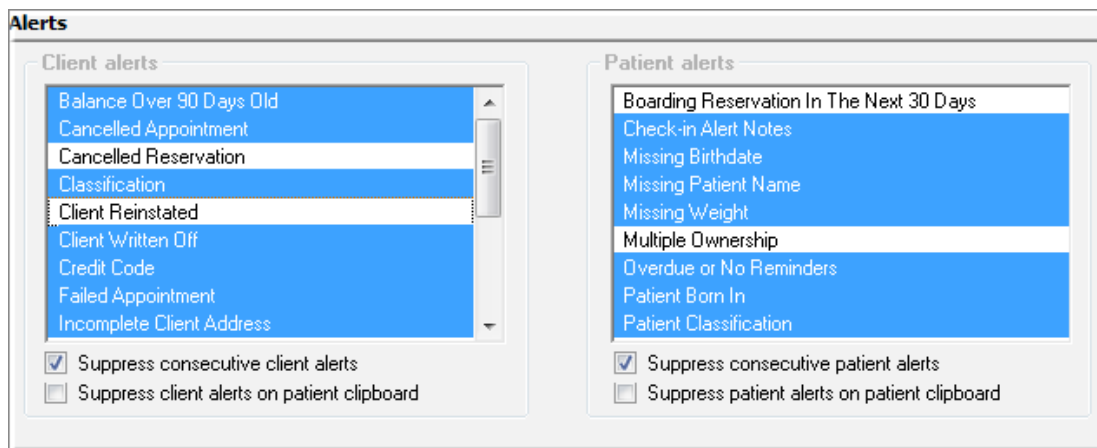 Alerts
Client alerts
Balance Over 90 Days Old
Cancelled Appointment
Cancelled Reservation
Classification
Client Reinstated
Client Written Off
Credit Code
Failed Appointment
Incomplete Client Address
Suppress consecutive client alerts
Suppress client alerts on patient clipboard
Patient alerts
Boarding Reservation In The Next 30 Days
Check-in Alert Notes
Missing Birthdate
Missing Patient Name
Missing Weight
Multiple Ownership
Overdue or No Reminders
Patient Born In
Patient Classification
Suppress consecutive patient alerts
Suppress patient alerts on patient clipboard